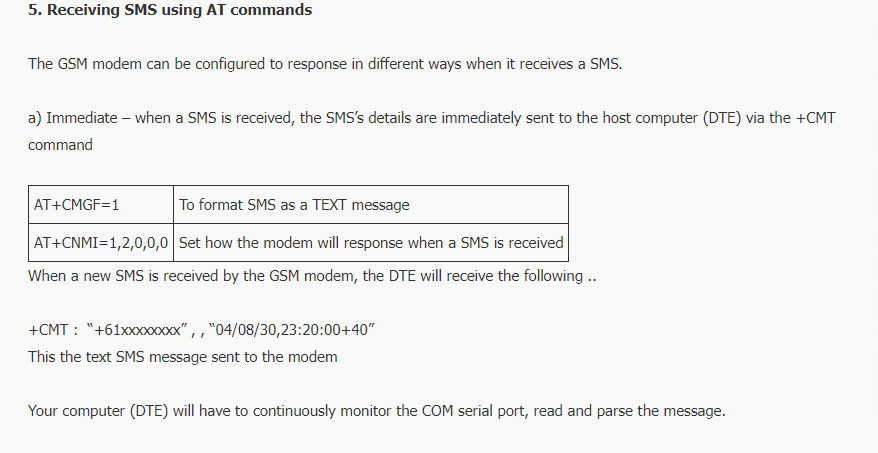 5. Receiving SMS using AT commands
The GSM modem can be configured to response in different ways when it receives a SMS.
a) Immediate – when a SMS is received, the SMS’s details are immediately sent to the host computer (DTE) via the +CMT
command
AT+CMGF=1 To format SMS as a TEXT message
AT+CNMI=1,2,0,0,0 Set how the modem will response when a SMS is received
When a new SMS is received by the GSM modem, the DTE will receive the following ..
+CMT : “+61xxxxxxxx” , , “04/08/30,23:20:00+40”
This the text SMS message sent to the modem
Your computer (DTE) will have to continuously monitor the COM serial port, read and parse the message.